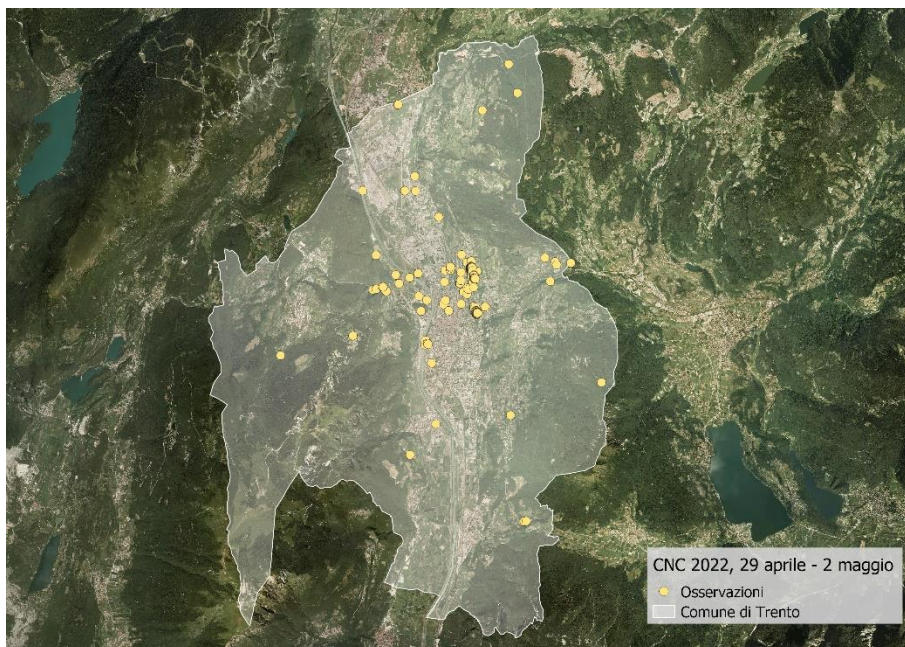 CNC 2022, 29 aprile - 2 maggio
Osservazioni
Comune di Trento